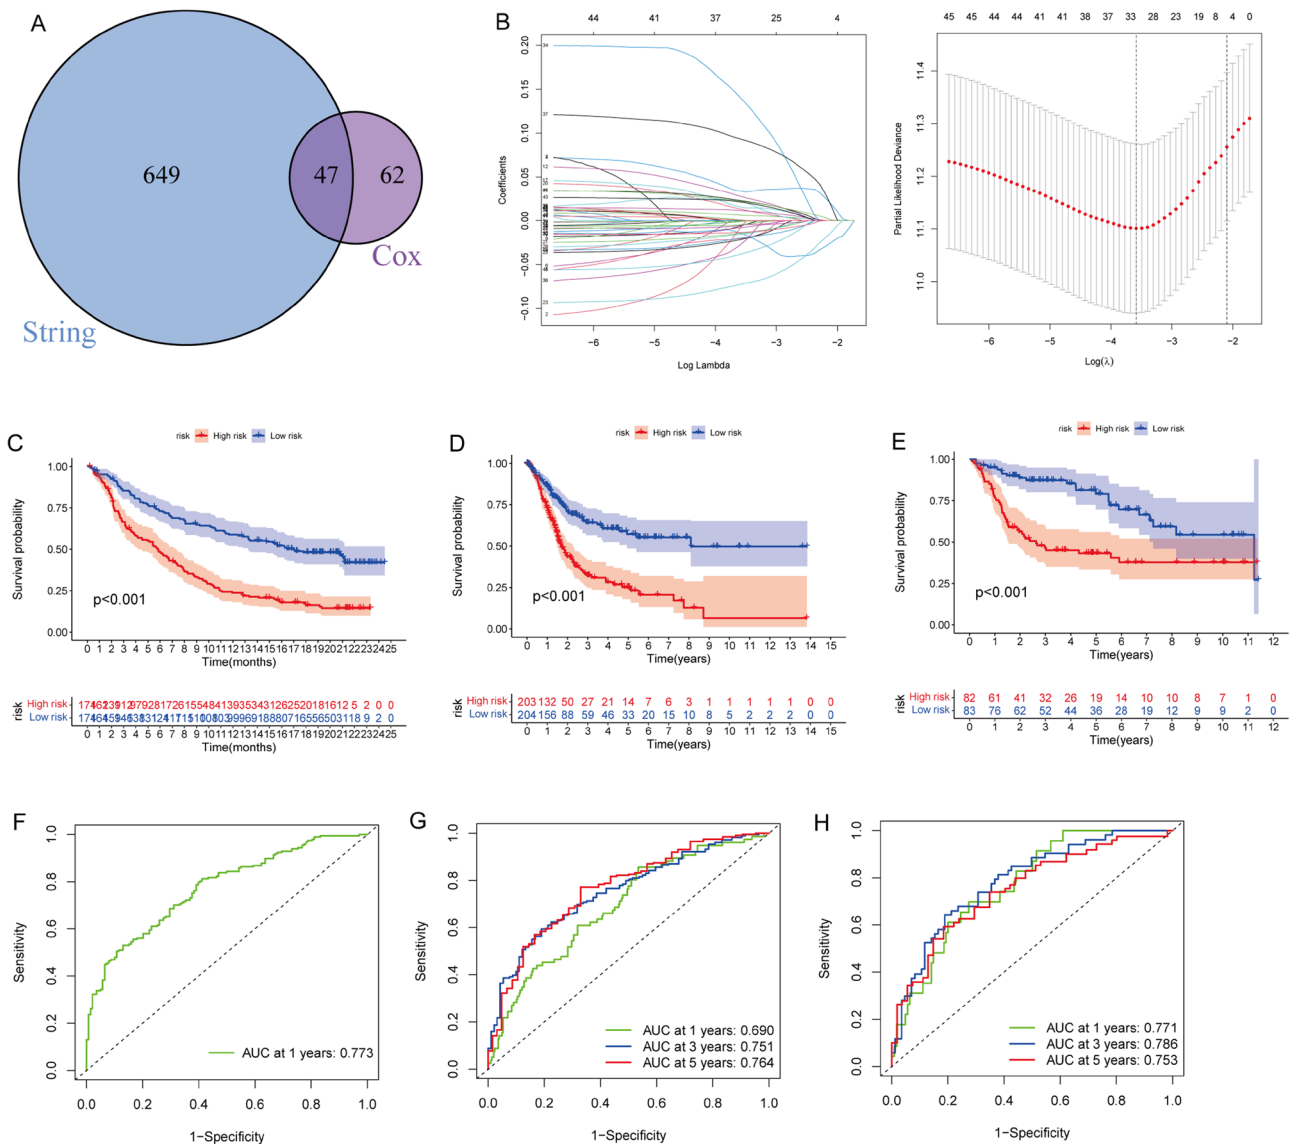 A
649
47
62
Cox
String
B
44 41 37 25 4
0.20
0.15
0.10
0.05
0.00
−0.05
−0.10
Coefficients
34
37
12
23
2
−6 −5 −4 −3 −2
Log Lambda
45 45 44 44 41 41 38 37 33 28 23 19 8 4 0
11.4
11.3
11.2
11.1
11.0
Partial Likelihood Deviance
−6 −5 −4 −3 −2
Log(λ)
C
risk High risk Low risk
1.00
0.75
0.50
0.25
0.00
Survival probability
p<0.001
0 1 2 3 4 5 6 7 8 9 10 11 12 13 14 15 16 17 18 19 20 21 22 23 24 25
Time(months)
risk
High risk
Low risk
0 1 2 3 4 5 6 7 8 9 10 11 12 13 14 15 16 17 18 19 20 21 22 23 24 25
Time(months)
D
risk High risk Low risk
1.00
0.75
0.50
0.25
0.00
Survival probability
p<0.001
0 1 2 3 4 5 6 7 8 9 10 11 12 13 14 15
Time(years)
risk
High risk 203 132 50 27 21 14 7 6 3 1 1 1 1 1 0 0
Low risk 204 156 88 59 46 33 20 15 10 8 5 2 2 2 0 0
0 1 2 3 4 5 6 7 8 9 10 11 12 13 14 15
Time(years)
E
risk High risk Low risk
1.00
0.75
0.50
0.25
0.00
Survival probability
p<0.001
0 1 2 3 4 5 6 7 8 9 10 11 12
Time(years)
risk
High risk 82 61 41 32 26 19 14 10 10 8 7 1 0
Low risk 83 76 62 52 44 36 28 19 12 9 9 2 0
0 1 2 3 4 5 6 7 8 9 10 11 12
Time(years)
F
1.0
0.8
0.6
0.4
0.2
0.0
Sensitivity
AUC at 1 years: 0.773
0.0 0.2 0.4 0.6 0.8 1.0
1−Specificity
G
1.0
0.8
0.6
0.4
0.2
0.0
Sensitivity
AUC at 1 years: 0.690
AUC at 3 years: 0.751
AUC at 5 years: 0.764
0.0 0.2 0.4 0.6 0.8 1.0
1−Specificity
H
1.0
0.8
0.6
0.4
0.2
0.0
Sensitivity
AUC at 1 years: 0.771
AUC at 3 years: 0.786
AUC at 5 years: 0.753
0.0 0.2 0.4 0.6 0.8 1.0
1−Specificity